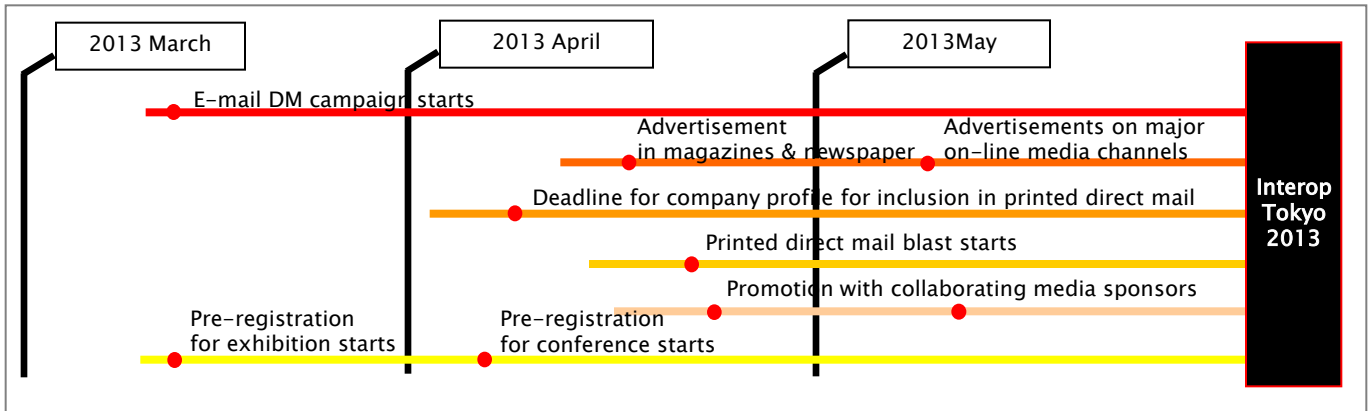 2013 March
2013 April
2013May
E-mail DM campaign starts
Advertisement
in magazines & newspaper
Advertisements on major
on-line media channels
Deadline for company profile for inclusion in printed direct mail
Printed direct mail blast starts
Promotion with collaborating media sponsors
Pre-registration
for exhibition starts
Pre-registration
for conference starts
Interop
Tokyo
2013